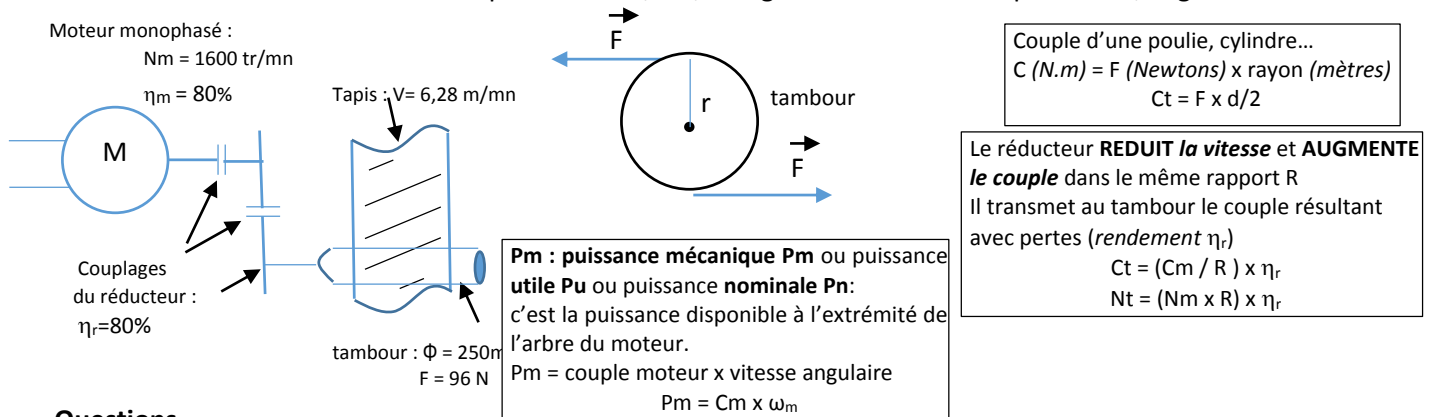 Moteur monophasé :
Nm = 1600 tr/mn
ηm = 80%
M
Couplages
du réducteur :
ηr=80%
Tapis : V= 6,28 m/mn
tambour : Φ = 250m
F = 96 N
F
r
tambour
F
Pm : puissance mécanique Pm ou puissance
utile Pu ou puissance nominale Pn:
c’est la puissance disponible à l’extrémité de
l’arbre du moteur.
Pm = couple moteur x vitesse angulaire
Pm = Cm x ωm
Couple d’une poulie, cylindre…
C (N.m) = F (Newtons) x rayon (mètres)
Ct = F x d/2
Le réducteur REDUIT la vitesse et AUGMENTE
le couple dans le même rapport R
Il transmet au tambour le couple résultant
avec pertes (rendement ηr)
Ct = (Cm / R ) x ηr
Nt = (Nm x R) x ηr
Questions